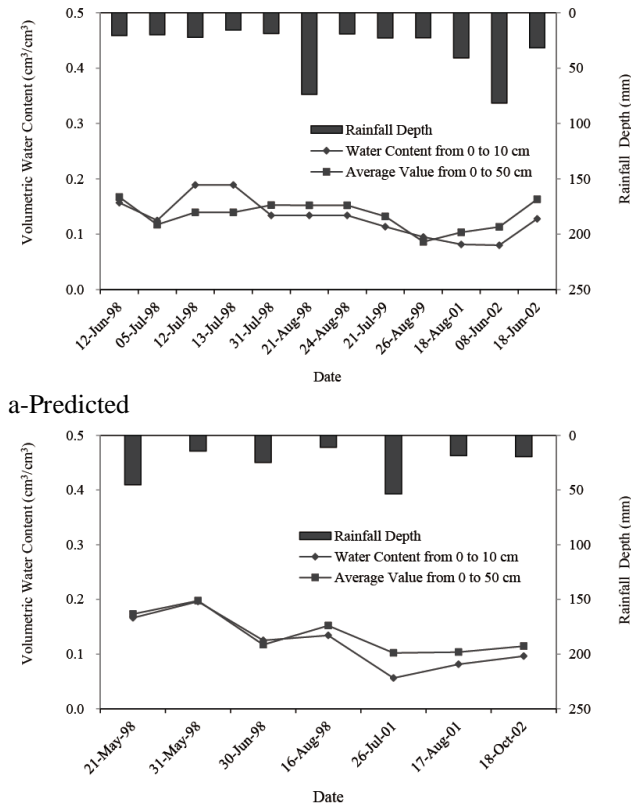 0.5
0.4
0.3
0.2
0.1
0.0
Volumetric Water Content (cm³/cm³)
0
50
100
150
200
250
Rainfall Depth (mm)
Rainfall Depth
Water Content from 0 to 10 cm
Average Value from 0 to 50 cm
12-Jun-98
05-Jul-98
12-Jul-98
13-Jul-98
31-Jul-98
21-Aug-98
24-Aug-98
21-Jul-99
26-Aug-99
18-Aug-01
08-Jun-02
18-Jun-02
Date
a-Predicted
0.5
0.4
0.3
0.2
0.1
0.0
Volumetric Water Content (cm³/cm³)
0
50
100
150
200
250
Rainfall Depth (mm)
Rainfall Depth
Water Content from 0 to 10 cm
Average Value from 0 to 50 cm
21-May-98
31-May-98
30-Jun-98
16-Aug-98
26-Jul-01
17-Aug-01
18-Oct-02
Date